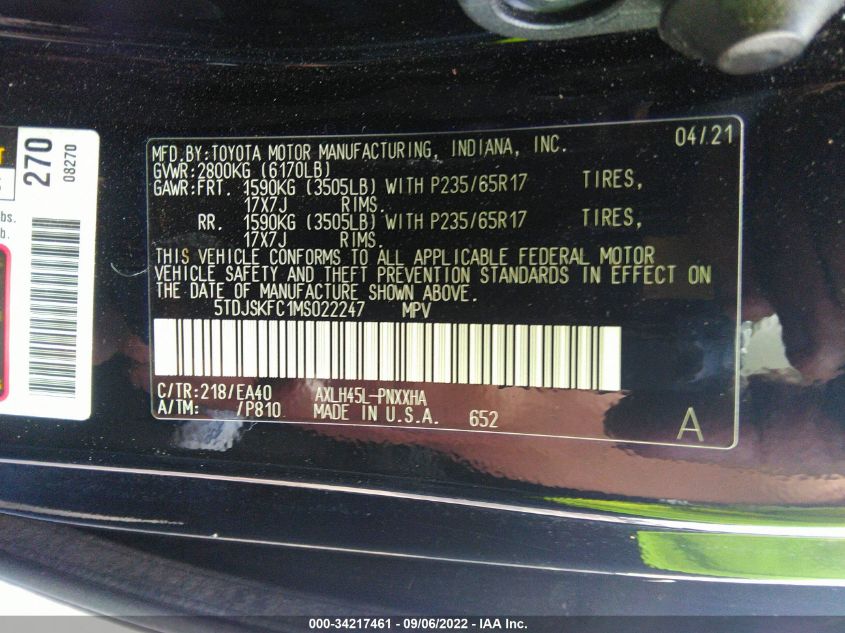 270
08270
lbs.
lb.
MFD.BY:TOYOTA MOTOR MANUFACTURING, INDIANA, INC. 04/21
GVWR:2800KG (6170LB)
GAWR:FRT. 1590KG (3505LB) WITH P235/65R17 TIRES,
17X7J RIMS.
RR. 1590KG (3505LB) WITH P235/65R17 TIRES,
17X7J RIMS.
THIS VEHICLE CONFORMS TO ALL APPLICABLE FEDERAL MOTOR
VEHICLE SAFETY AND THEFT PREVENTION STANDARDS IN EFFECT ON
THE DATE OF MANUFACTURE SHOWN ABOVE.
5TDJSKFC1MS022247 MPV
C/TR:218/EA40 AXLH45L-PNXXHA
A/TM: /P810 MADE IN U.S.A. 652 A
000-34217461 - 09/06/2022 - IAA Inc.